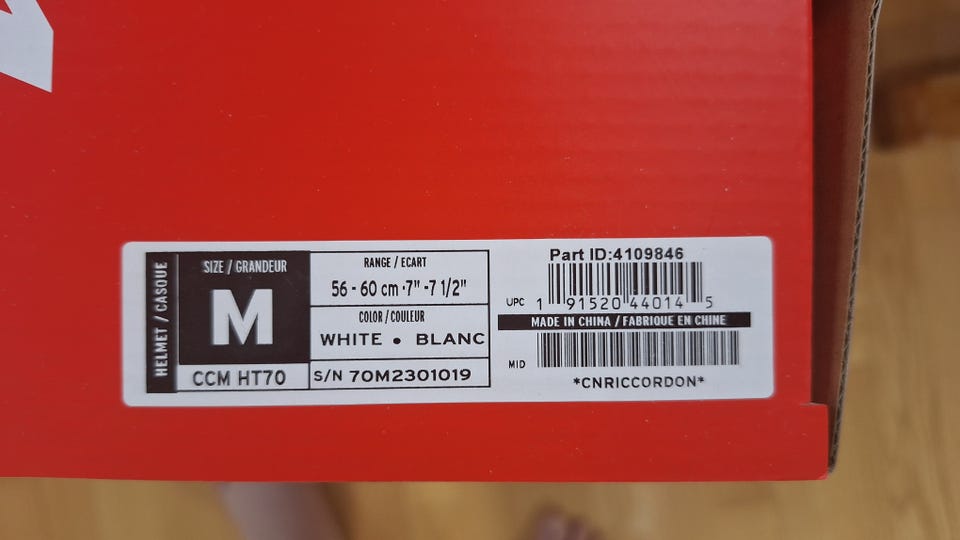 HELMET / CASQUE
SIZE / GRANDEUR
M
CCM HT70
RANGE / ECART
56 - 60 cm -7" -7 1/2"
COLOR / COULEUR
WHITE • BLANC
S/N 70M2301019
Part ID:4109846
UPC 1 91520 44014 5
MADE IN CHINA / FABRIQUE EN CHINE
MID
*CNRICCORDON*